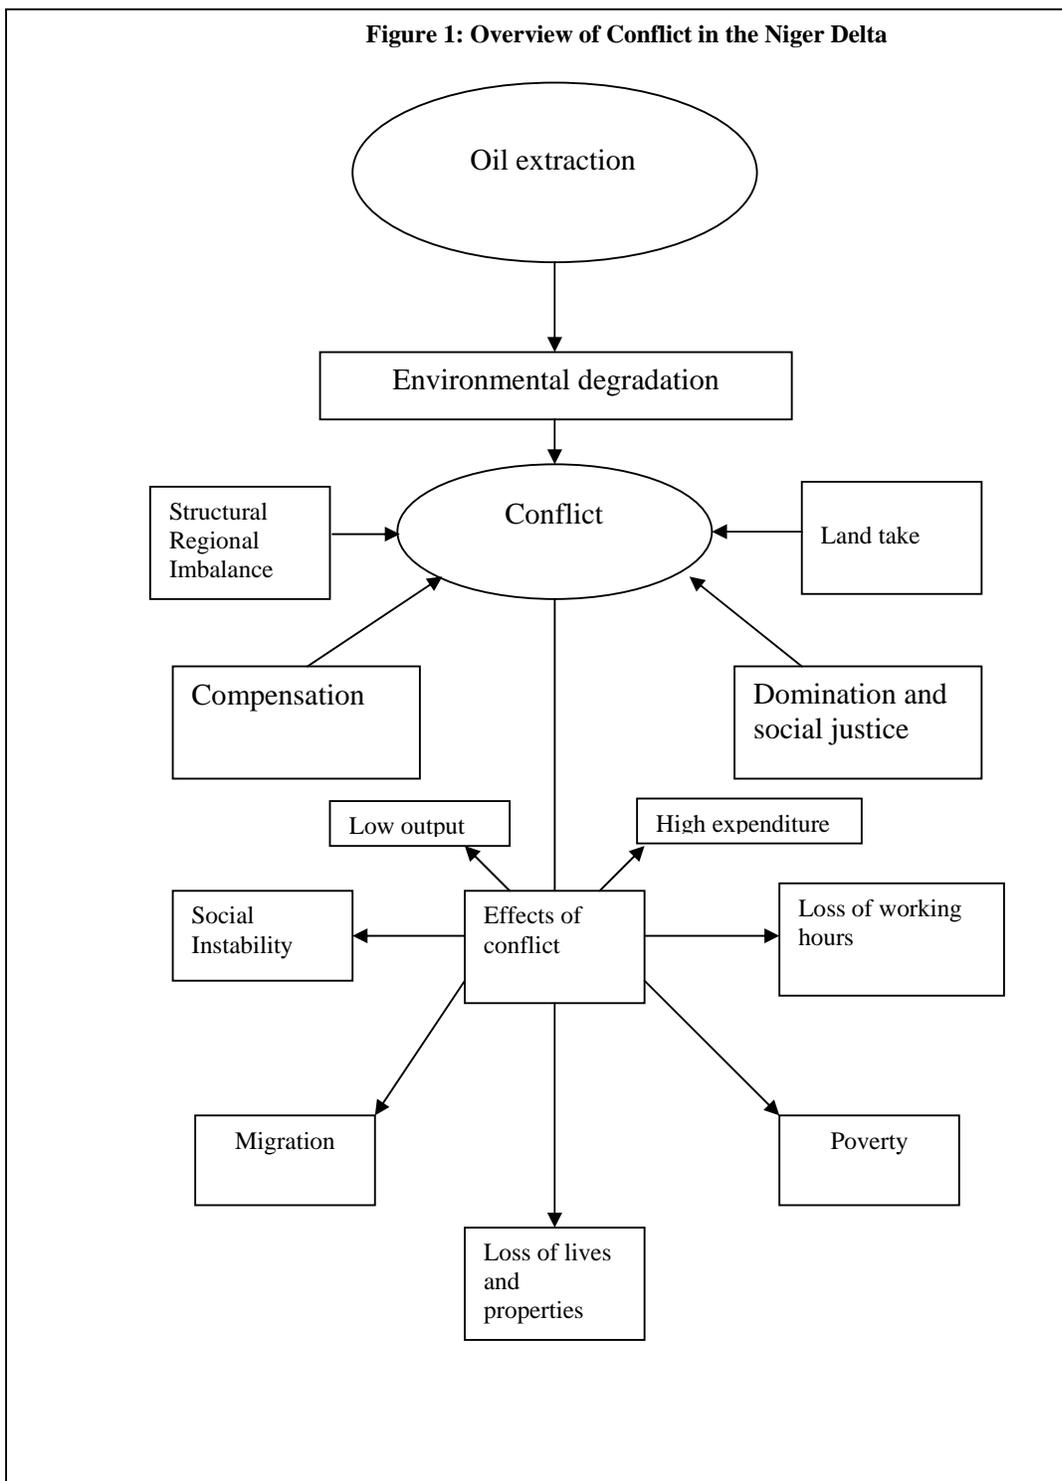 Figure 1: Overview of Conflict in the Niger Delta
Oil extraction
Environmental degradation
Conflict
Structural
Regional
Imbalance
Land take
Compensation
Domination and
social justice
Low output
High expenditure
Social
Instability
Effects of
conflict
Loss of working
hours
Migration
Poverty
Loss of lives
and
properties